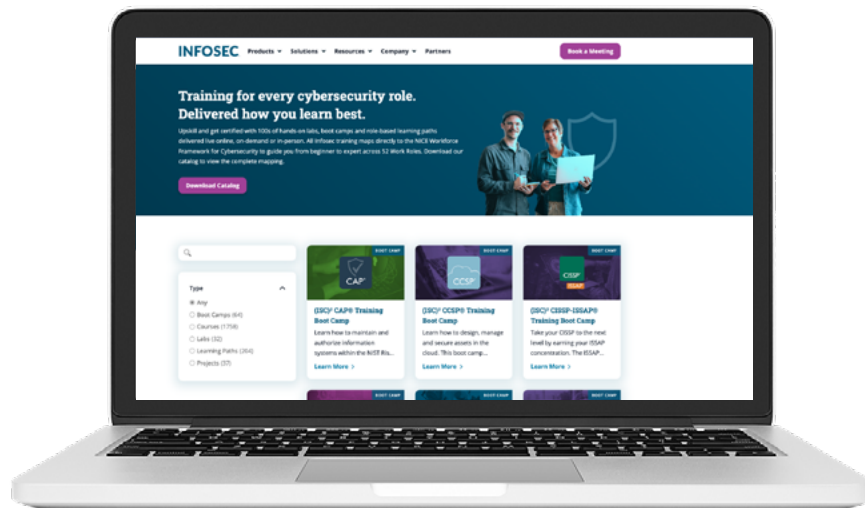 INFOSEC Products Solutions Resources Company Partners Book a Meeting
Training for every cybersecurity role.
Delivered how you learn best.
Upskill and get certified with 100s of hands-on labs, boot camps and role-based learning paths
delivered live online, on-demand or in-person. All Infosec training maps directly to the NICE Workforce
Framework for Cybersecurity to guide you from beginner to expert across 52 Work Roles. Download our
catalog to view the complete mapping.
Download Catalog
Type
Any
Boot Camps (64)
Courses (1758)
Labs (32)
Learning Paths (264)
Projects (37)
BOOT CAMP
CAP
(ISC)² CAP® Training
Boot Camp
Learn how to maintain and
authorize information
systems within the NIST Ris...
Learn More >
BOOT CAMP
CCSP
(ISC)² CCSP® Training
Boot Camp
Learn how to design, manage
and secure assets in the
cloud. This boot camp...
Learn More >
BOOT CAMP
CISSP
ISSAP
(ISC)² CISSP-ISSAP®
Training Boot Camp
Take your CISSP to the next
level by earning your ISSAP
concentration. The ISSAP...
Learn More >
BOOT CAMP
BOOT CAMP
BOOT CAMP